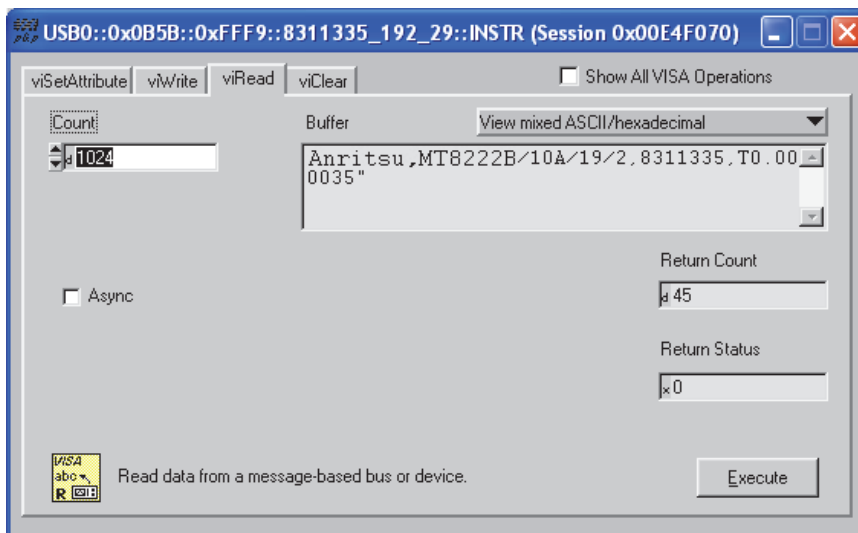 USB0::0x0B5B::0xFFF9::8311335_192_29::INSTR (Session 0x00E4F070)
viSetAttribute viWrite viRead viClear Show All VISA Operations
Count Buffer View mixed ASCII/hexadecimal
d 1024
Anritsu,MT8222B/10A/19/2,8311335,T0.00
0035"
Return Count
Async
d 45
Return Status
x 0
VISA
abc
R
Read data from a message-based bus or device.
Execute